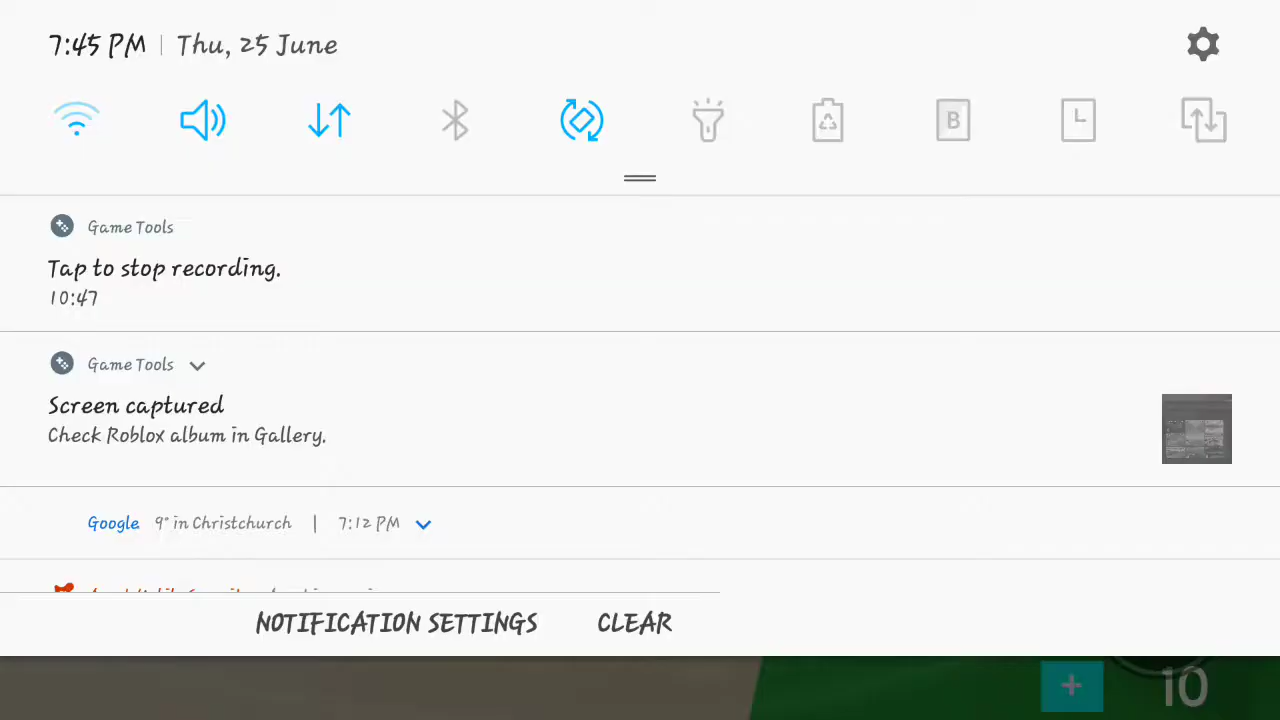 7:45 PM | Thu, 25 June
B
L
Game Tools
Tap to stop recording.
10:47
Game Tools
Screen captured
Check Roblox album in Gallery.
Google 9° in Christchurch | 7:12 PM
NOTIFICATION SETTINGS CLEAR
+ 10